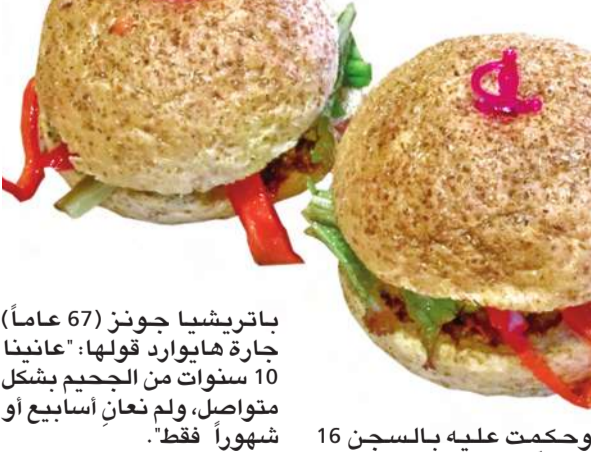 وحكمت عليه بالسجن 16
باتريشيا جونز (67 عاماً)
جارة هايوارد قولها: "عانينا
10 سنوات من الجحيم بشكل
متواصل، ولم نعانِ أسابيع أو
شهوراً فقط".